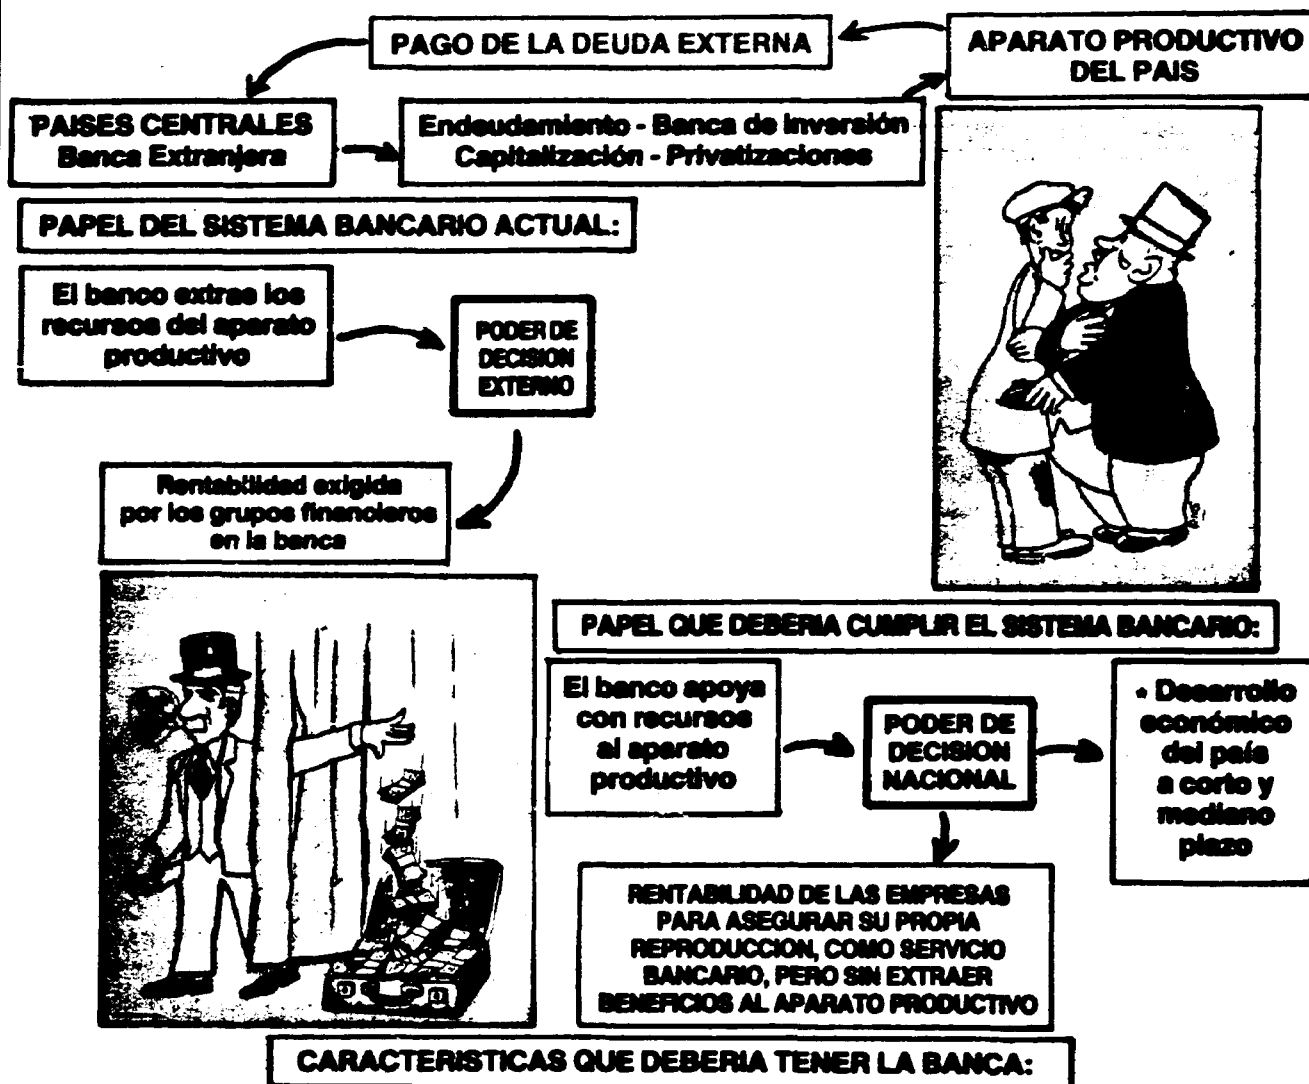 PAGO DE LA DEUDA EXTERNA
APARATO PRODUCTIVO
DEL PAIS
PAISES CENTRALES
Banca Extranjera
Endeudamiento - Banca de Inversión
Capitalización - Privatizaciones
PAPEL DEL SISTEMA BANCARIO ACTUAL:
El banco extrae los
recursos del aparato
productivo
PODER DE
DECISION
EXTERNO
Rentabilidad exigida
por los grupos financieros
en la banca
PAPEL QUE DEBERIA CUMPLIR EL SISTEMA BANCARIO:
El banco apoya
con recursos
al aparato
productivo
PODER DE
DECISION
NACIONAL
* Desarrollo
económico
del país
a corto y
mediano
plazo
RENTABILIDAD DE LAS EMPRESAS
PARA ASEGURAR SU PROPIA
REPRODUCCION, COMO SERVICIO
BANCARIO, PERO SIN EXTRAER
BENEFICIOS AL APARATO PRODUCTIVO
CARACTERISTICAS QUE DEBERIA TENER LA BANCA: